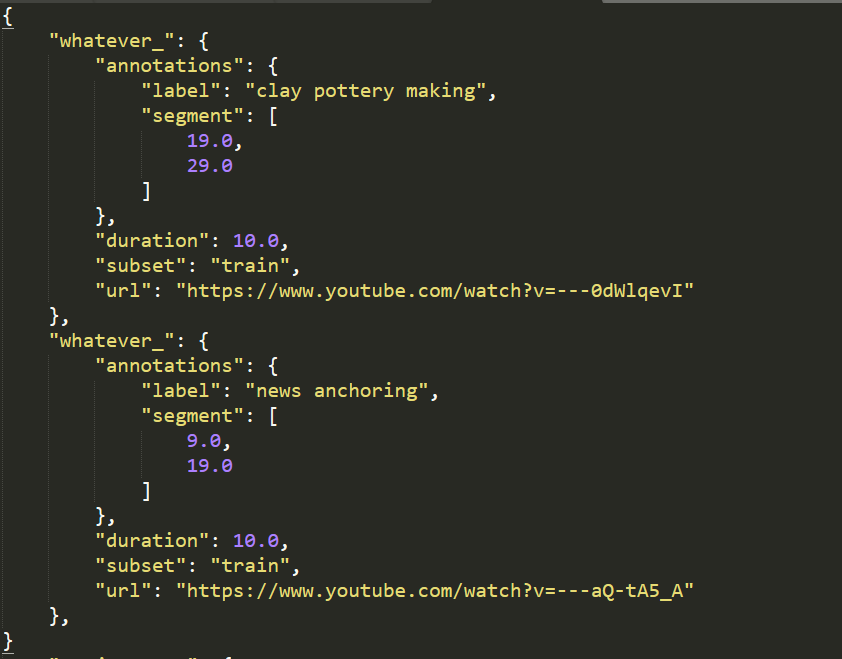 {
    "whatever_": {
        "annotations": {
            "label": "clay pottery making",
            "segment": [
                19.0,
                29.0
            ]
        },
        "duration": 10.0,
        "subset": "train",
        "url": "https://www.youtube.com/watch?v=---0dWlqevI"
    },
    "whatever_": {
        "annotations": {
            "label": "news anchoring",
            "segment": [
                9.0,
                19.0
            ]
        },
        "duration": 10.0,
        "subset": "train",
        "url": "https://www.youtube.com/watch?v=---aQ-tA5_A"
    },
}